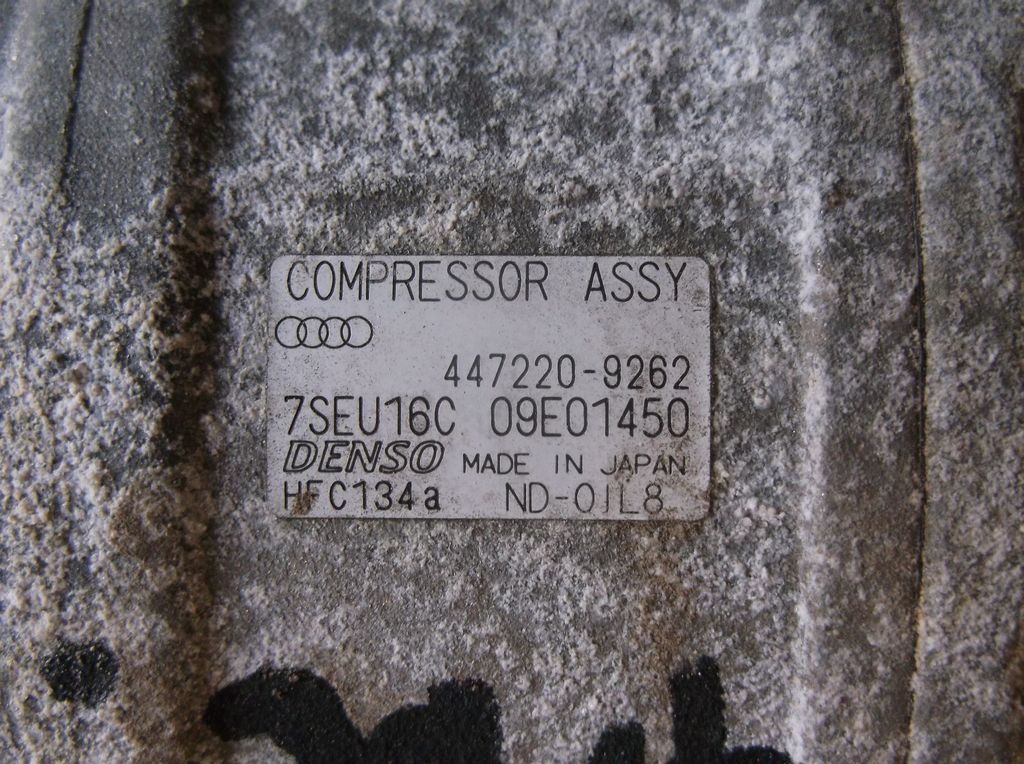 COMPRESSOR ASSY
447220-9262
7SEU16C 09E01450
DENSO MADE IN JAPAN
HFC134a ND-OIL8